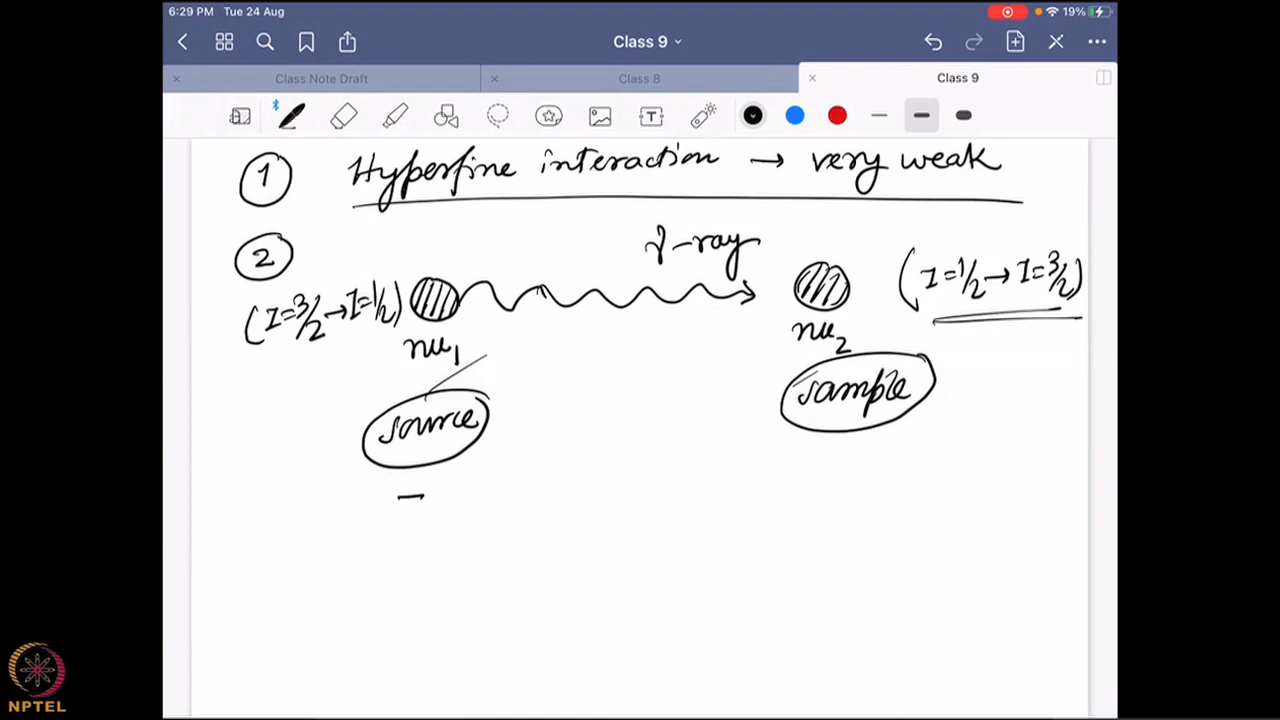 6:29 PM Tue 24 Aug 19%
Class 9
Class Note Draft Class 8 Class 9
T
① Hyperfine interaction → very weak
② γ-ray
(I=3/2→I=1/2) (I=1/2→I=3/2)
nu₁ nu₂
source sample
NPTEL